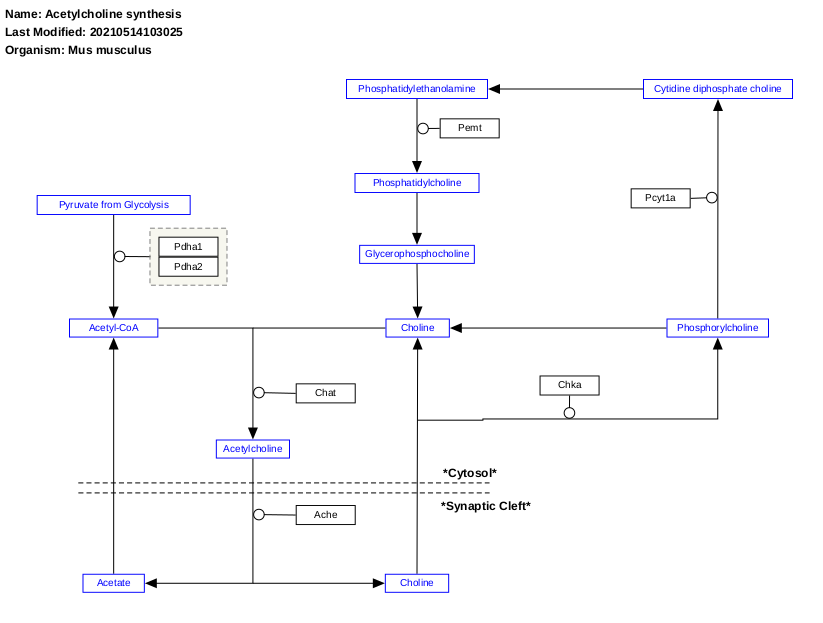 Name: Acetylcholine synthesis
Last Modified: 20210514103025
Organism: Mus musculus
Phosphatidylethanolamine
Cytidine diphosphate choline
Pemt
Phosphatidylcholine
Pcyt1a
Pyruvate from Glycolysis
Pdha1
Glycerophosphocholine
Pdha2
Acetyl-CoA
Choline
Phosphorylcholine
Chka
Chat
Acetylcholine
*Cytosol*
*Synaptic Cleft*
Ache
Acetate
Choline